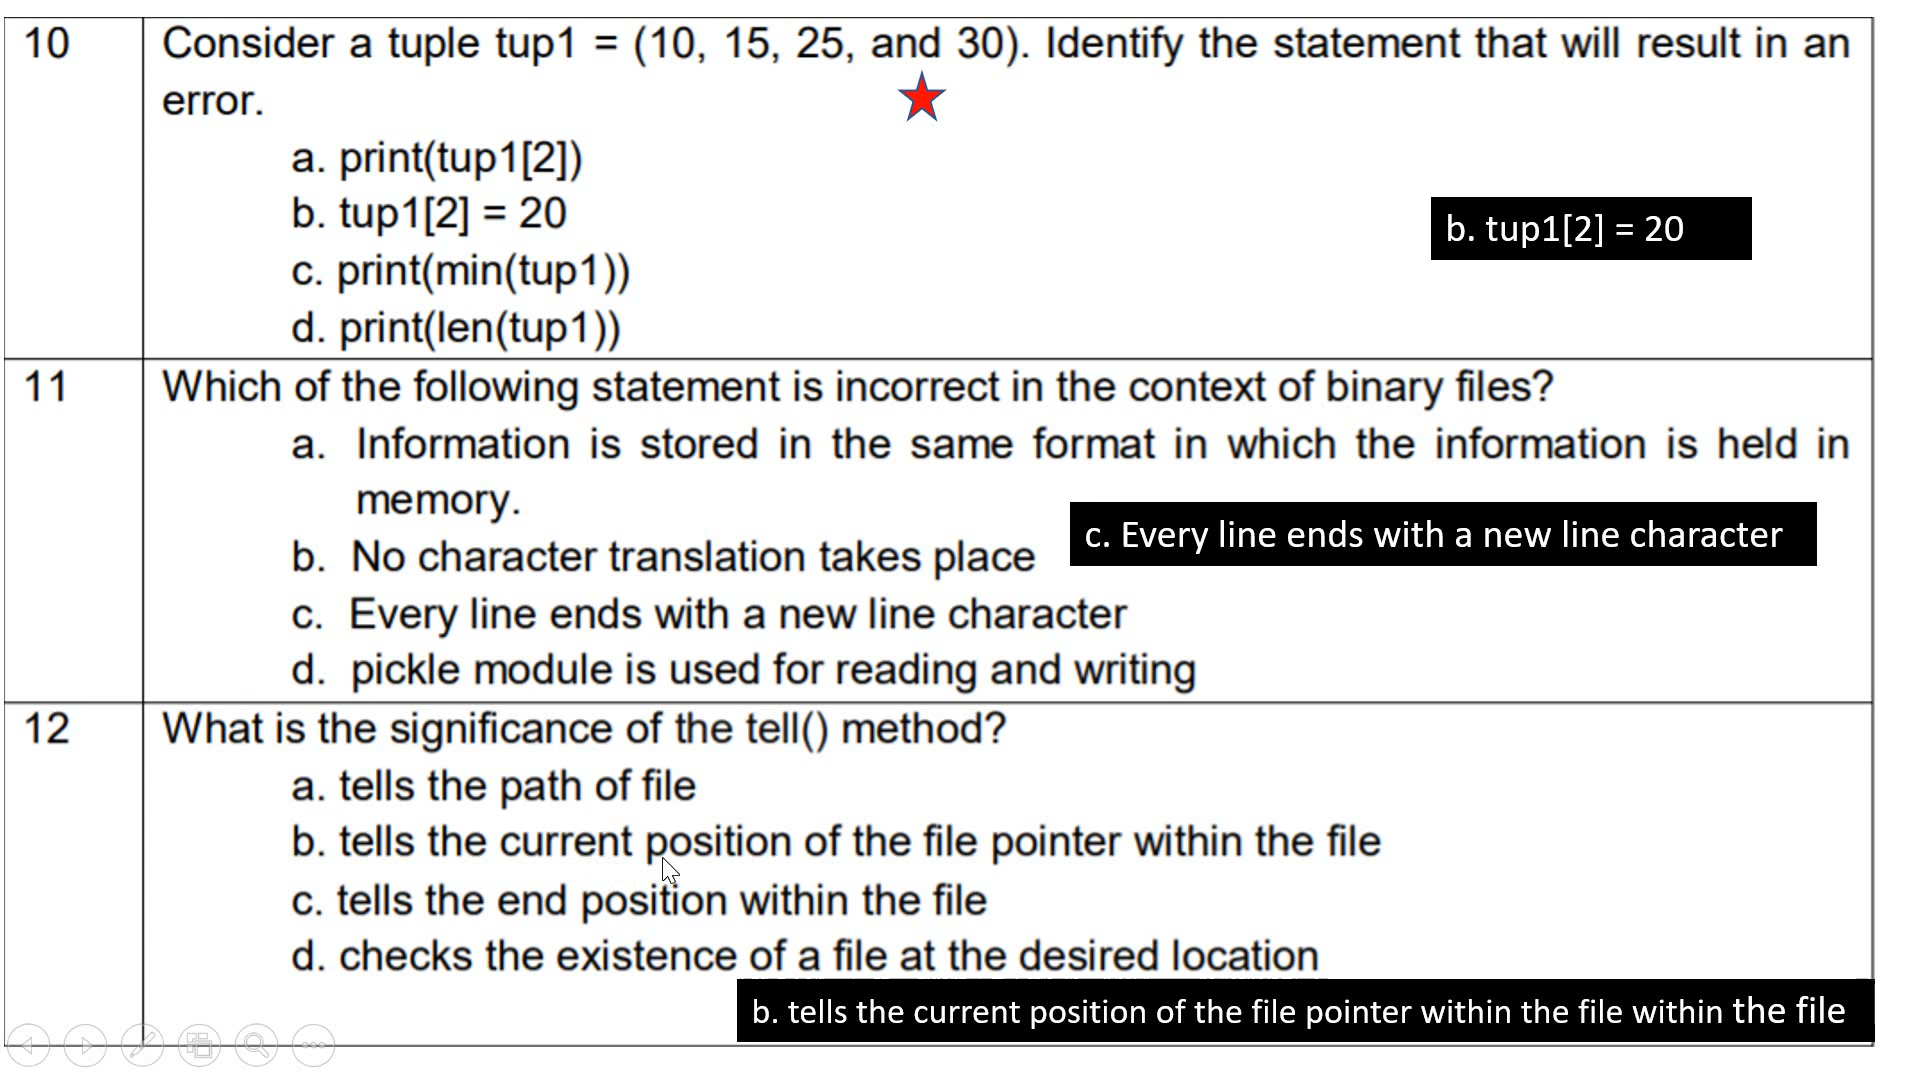 10
Consider a tuple tup1 = (10, 15, 25, and 30). Identify the statement that will result in an
error.
a. print(tup1[2])
b. tup1[2] = 20
b. tup1[2] = 20
c. print(min(tup1))
d. print(len(tup1))
11
Which of the following statement is incorrect in the context of binary files?
a. Information is stored in the same format in which the information is held in
memory.
c. Every line ends with a new line character
b. No character translation takes place
c. Every line ends with a new line character
d. pickle module is used for reading and writing
12
What is the significance of the tell() method?
a. tells the path of file
b. tells the current position of the file pointer within the file
c. tells the end position within the file
d. checks the existence of a file at the desired location
b. tells the current position of the file pointer within the file within the file